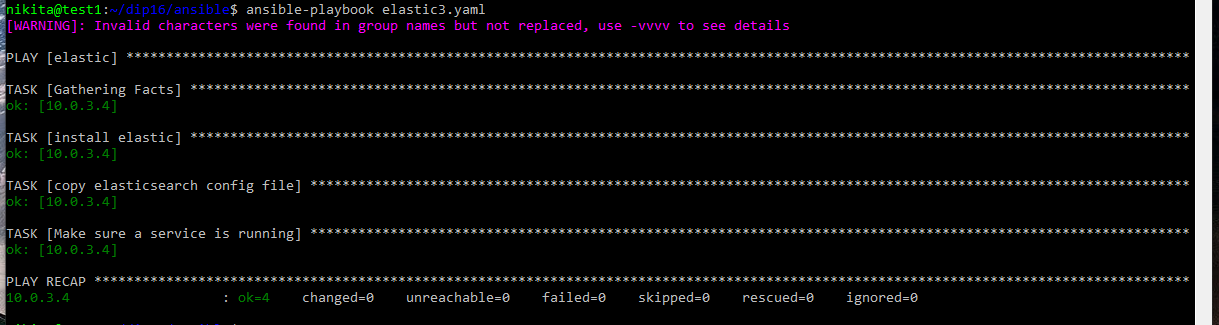 nikita@test1:~/dip16/ansible$ ansible-playbook elastic3.yaml
[WARNING]: Invalid characters were found in group names but not replaced, use -vvvv to see details
PLAY [elastic] *************************************************************************************************************************************
TASK [Gathering Facts] *****************************************************************************************************************************
ok: [10.0.3.4]
TASK [install elastic] *****************************************************************************************************************************
ok: [10.0.3.4]
TASK [copy elasticsearch config file] **************************************************************************************************************
ok: [10.0.3.4]
TASK [Make sure a service is running] **************************************************************************************************************
ok: [10.0.3.4]
PLAY RECAP *****************************************************************************************************************************************
10.0.3.4                   : ok=4    changed=0    unreachable=0    failed=0    skipped=0    rescued=0    ignored=0